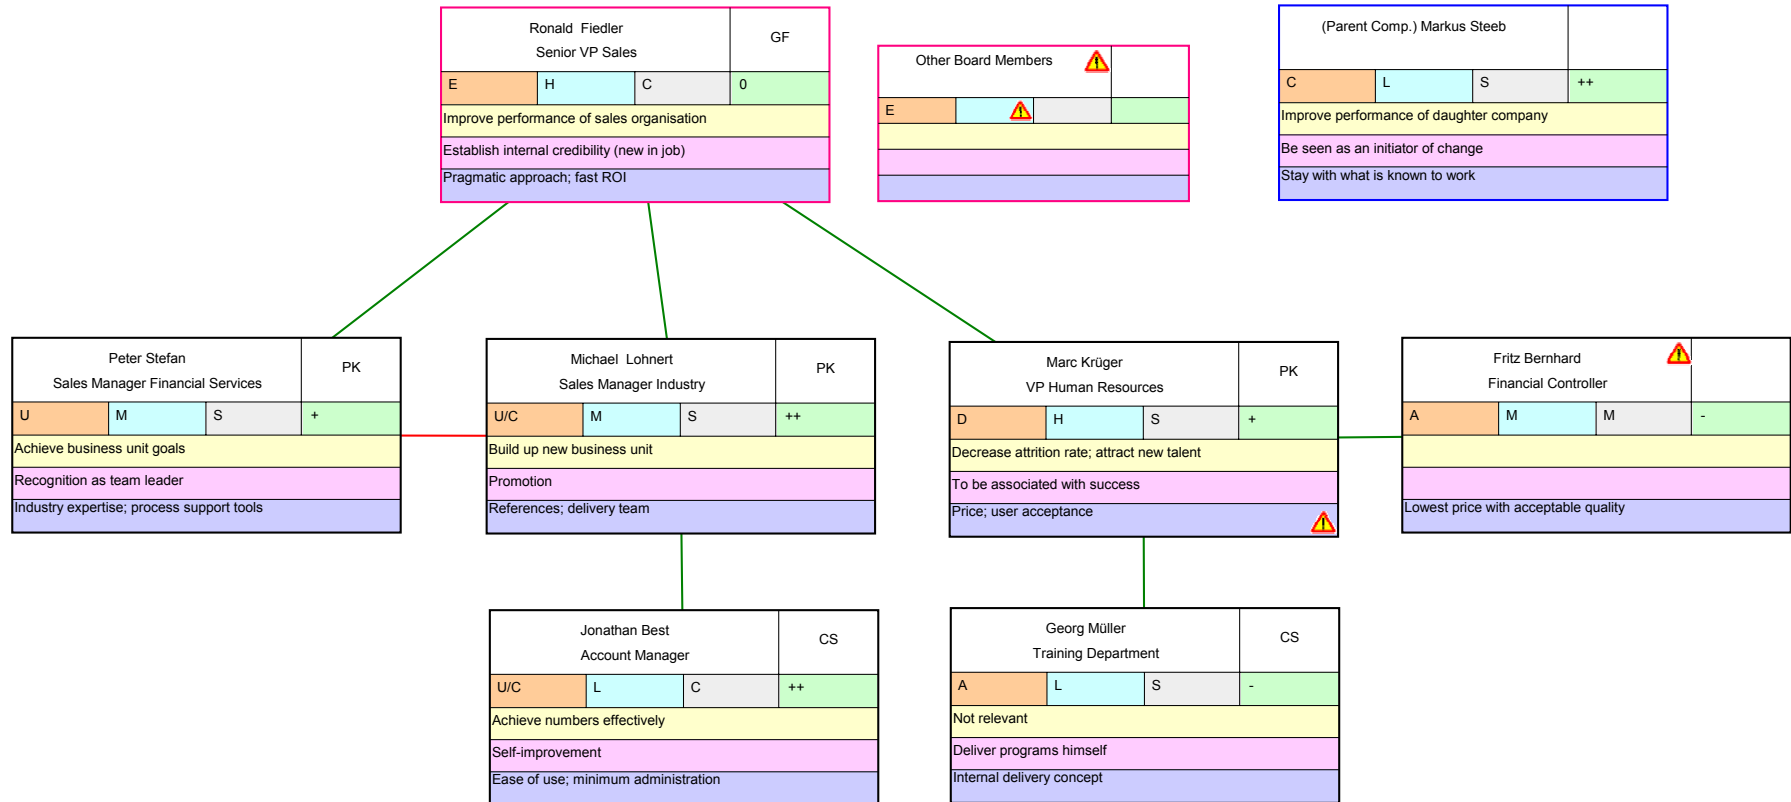 Ronald  Fiedler
Senior VP Sales
GF
E
H
C
0
Improve performance of sales organisation
Establish internal credibility (new in job)
Pragmatic approach; fast ROI
Other Board Members
E
(Parent Comp.) Markus Steeb
C
L
S
++
Improve performance of daughter company
Be seen as an initiator of change
Stay with what is known to work
Peter Stefan
Sales Manager Financial Services
PK
U
M
S
+
Achieve business unit goals
Recognition as team leader
Industry expertise; process support tools
Michael  Lohnert
Sales Manager Industry
PK
U/C
M
S
++
Build up new business unit
Promotion
References; delivery team
Marc Krüger
VP Human Resources
PK
D
H
S
+
Decrease attrition rate; attract new talent
To be associated with success
Price; user acceptance
Fritz Bernhard
Financial Controller
A
M
M
-
Lowest price with acceptable quality
Jonathan Best
Account Manager
CS
U/C
L
C
++
Achieve numbers effectively
Self-improvement
Ease of use; minimum administration
Georg Müller
Training Department
CS
A
L
S
-
Not relevant
Deliver programs himself
Internal delivery concept